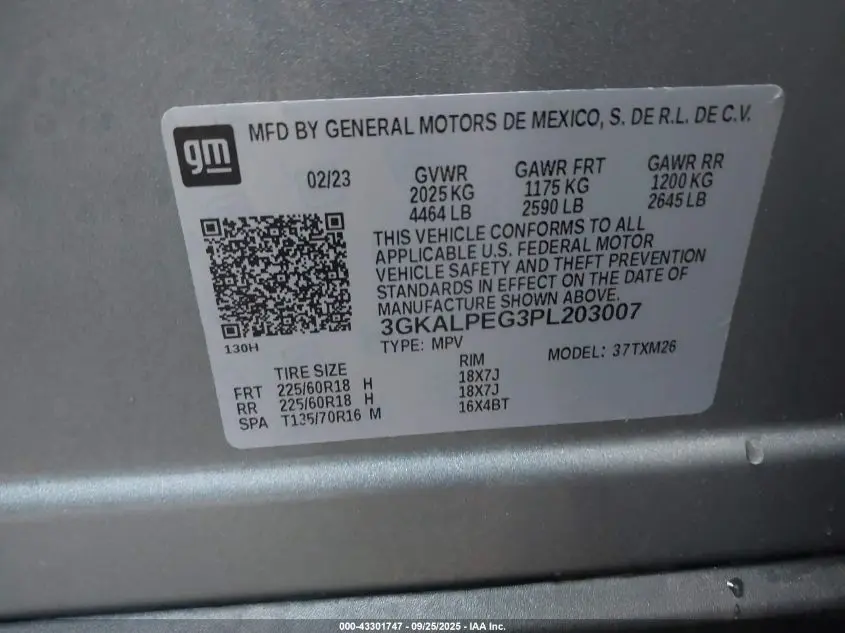 gm
MFD BY GENERAL MOTORS DE MEXICO, S. DE R.L. DE C.V.
02/23
GVWR GAWR FRT GAWR RR
2025 KG 1175 KG 1200 KG
4464 LB 2590 LB 2645 LB
THIS VEHICLE CONFORMS TO ALL
APPLICABLE U.S. FEDERAL MOTOR
VEHICLE SAFETY AND THEFT PREVENTION
STANDARDS IN EFFECT ON THE DATE OF
MANUFACTURE SHOWN ABOVE.
3GKALPEG3PL203007
130H
TYPE: MPV MODEL: 37TXM26
TIRE SIZE RIM
FRT 225/60R18 H 18X7J
RR 225/60R18 H 18X7J
SPA T135/70R16 M 16X4BT
000-43301747 - 09/25/2025 - IAA Inc.